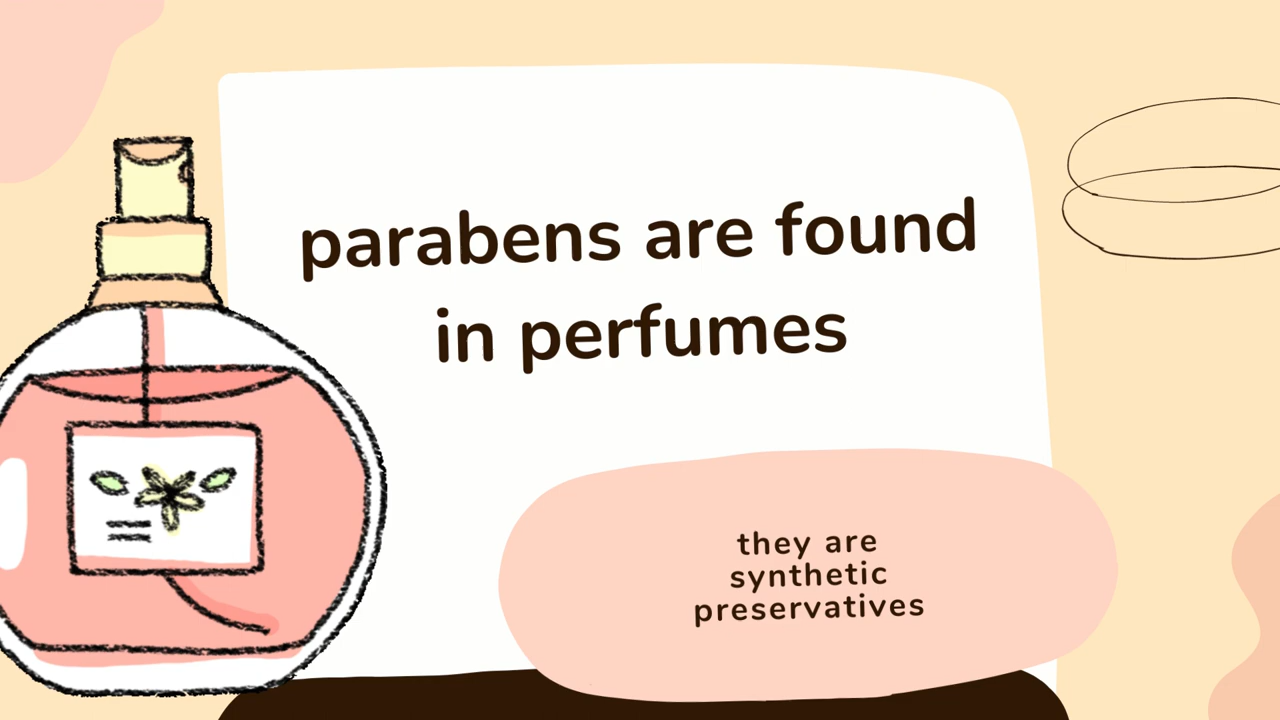 parabens are found
in perfumes
they are
synthetic
preservatives